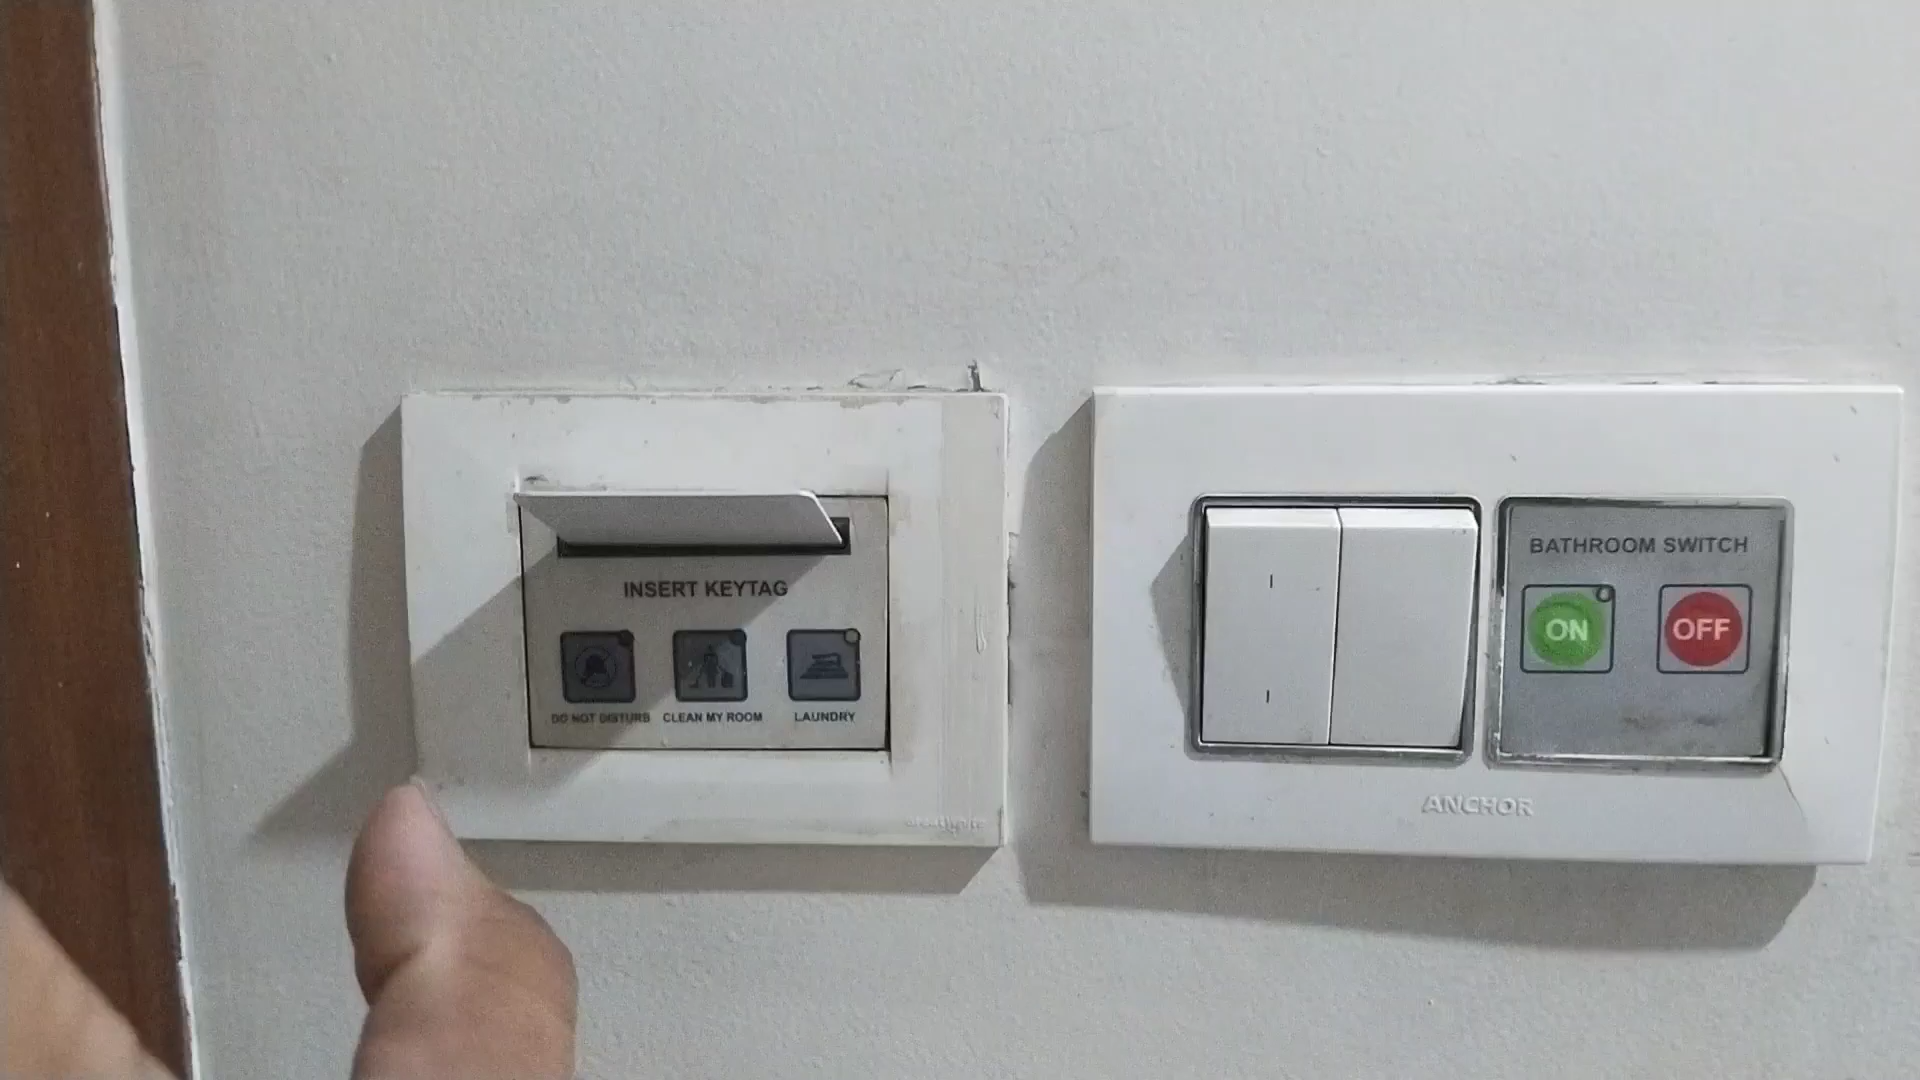 INSERT KEYTAG
DO NOT DISTURB
CLEAN MY ROOM
LAUNDRY
BATHROOM SWITCH
ON
OFF
ANCHOR